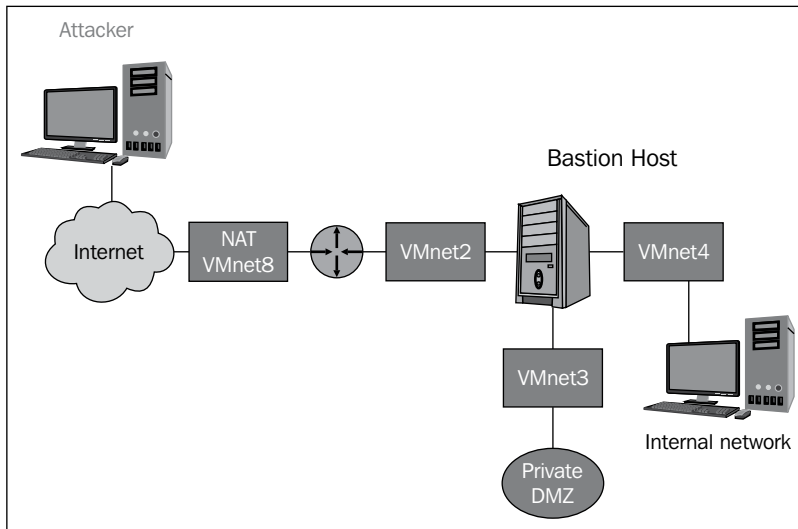 Attacker
Bastion Host
Internet
NAT
VMnet8
VMnet2
VMnet4
VMnet3
Internal network
Private
DMZ